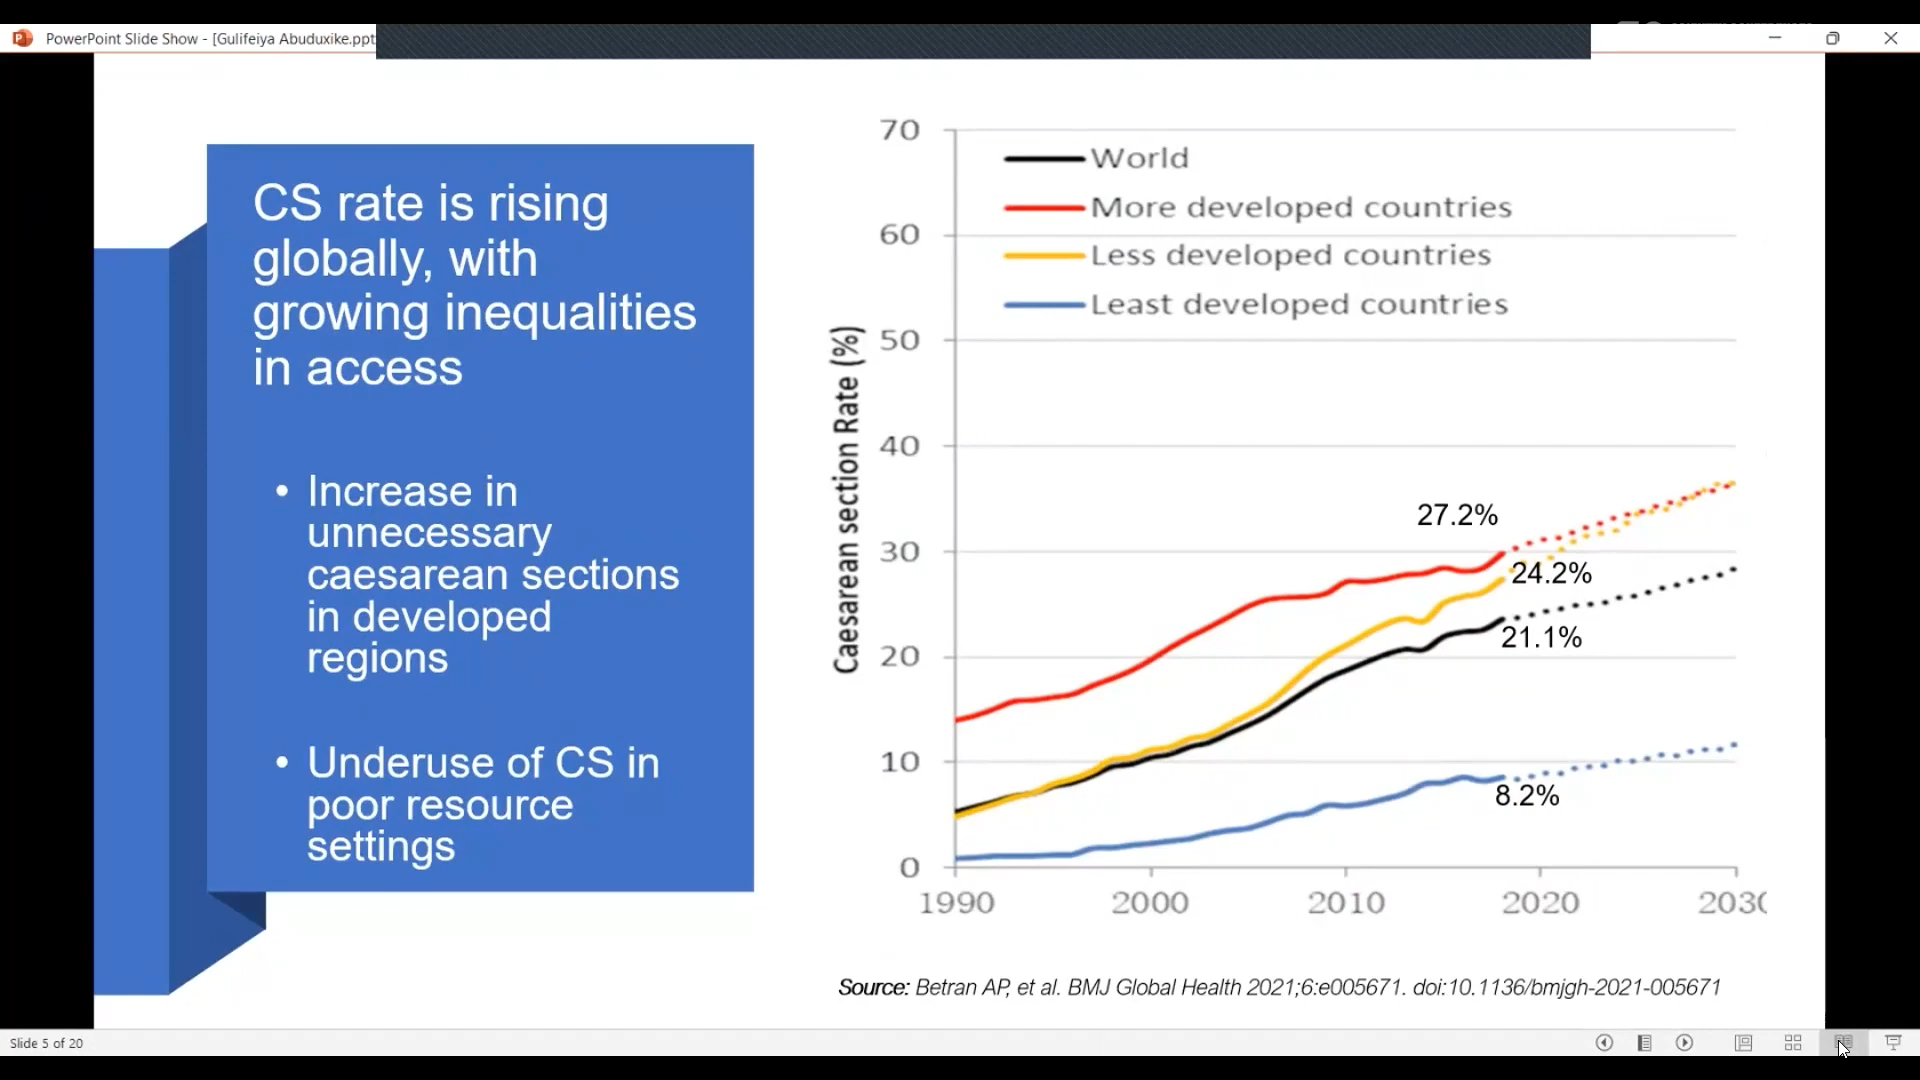 PowerPoint Slide Show - [Gulifeiya Abuduxike.ppt
CS rate is rising
globally, with
growing inequalities
in access
• Increase in
unnecessary
caesarean sections
in developed
regions
• Underuse of CS in
poor resource
settings
Caesarean section Rate (%)
70
60
50
40
30
20
10
0
World
More developed countries
Less developed countries
Least developed countries
27.2%
24.2%
21.1%
8.2%
1990 2000 2010 2020 2030
Source: Betran AP, et al. BMJ Global Health 2021;6:e005671. doi:10.1136/bmjgh-2021-005671
Slide 5 of 20